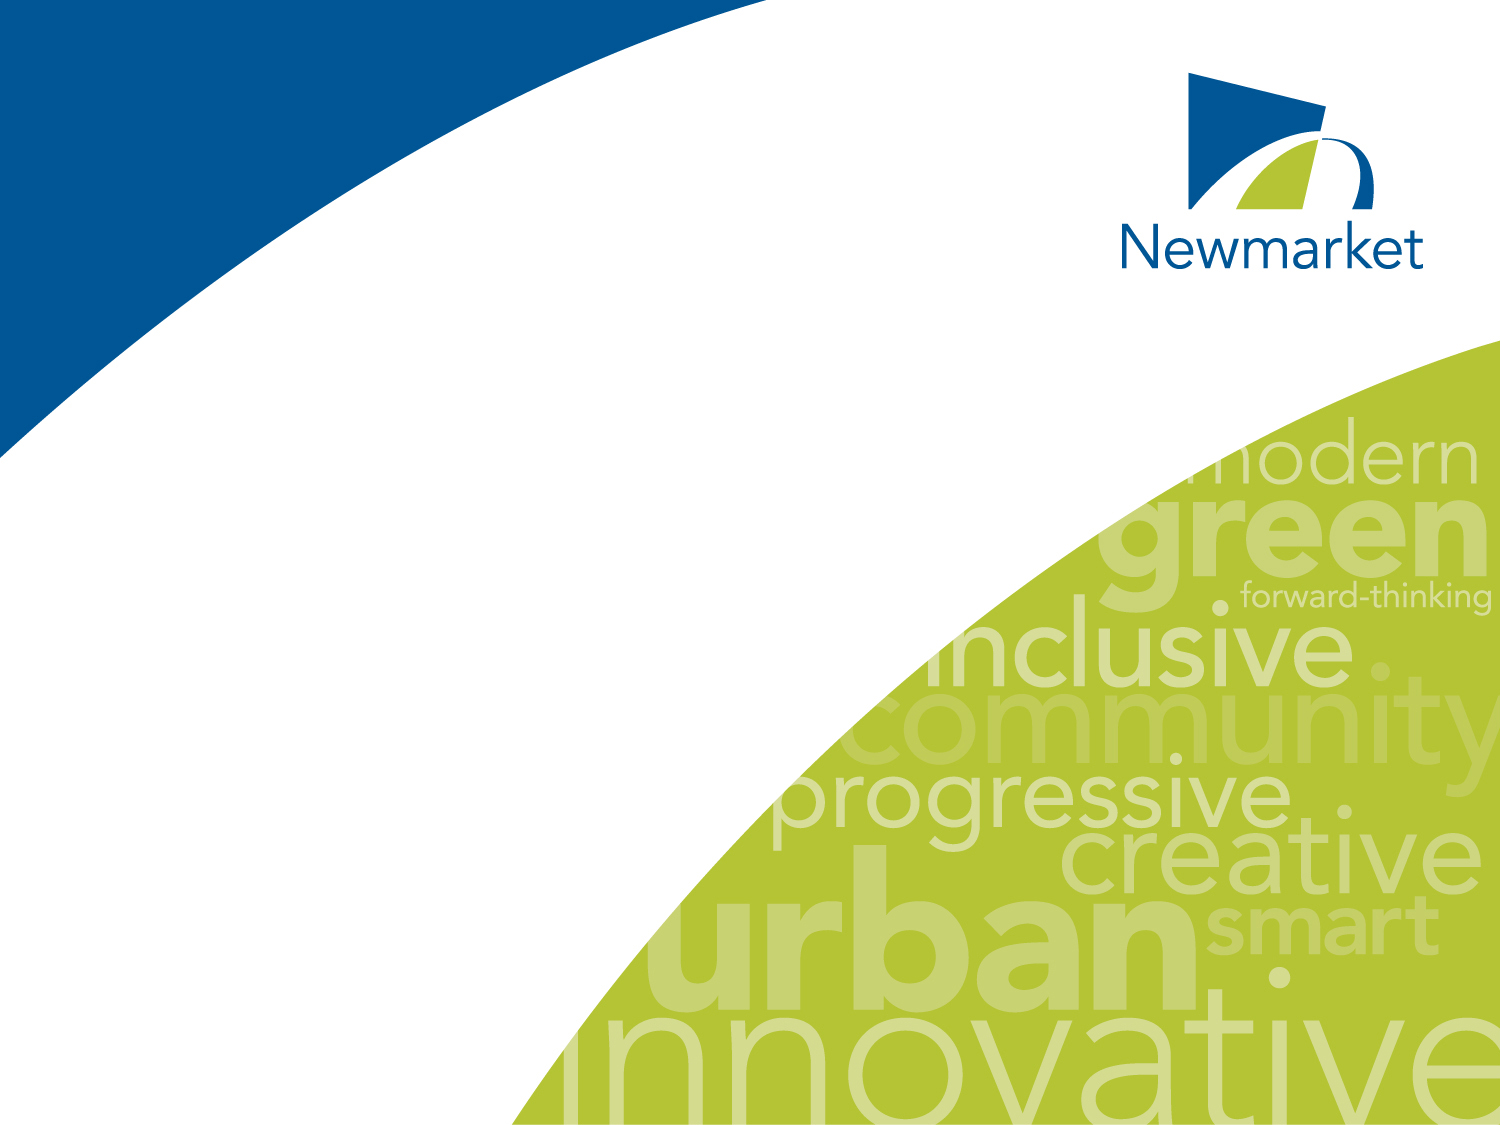 Newmarket
modern
green
forward-thinking
inclusive
community
progressive
creative
urban
smart
innovative